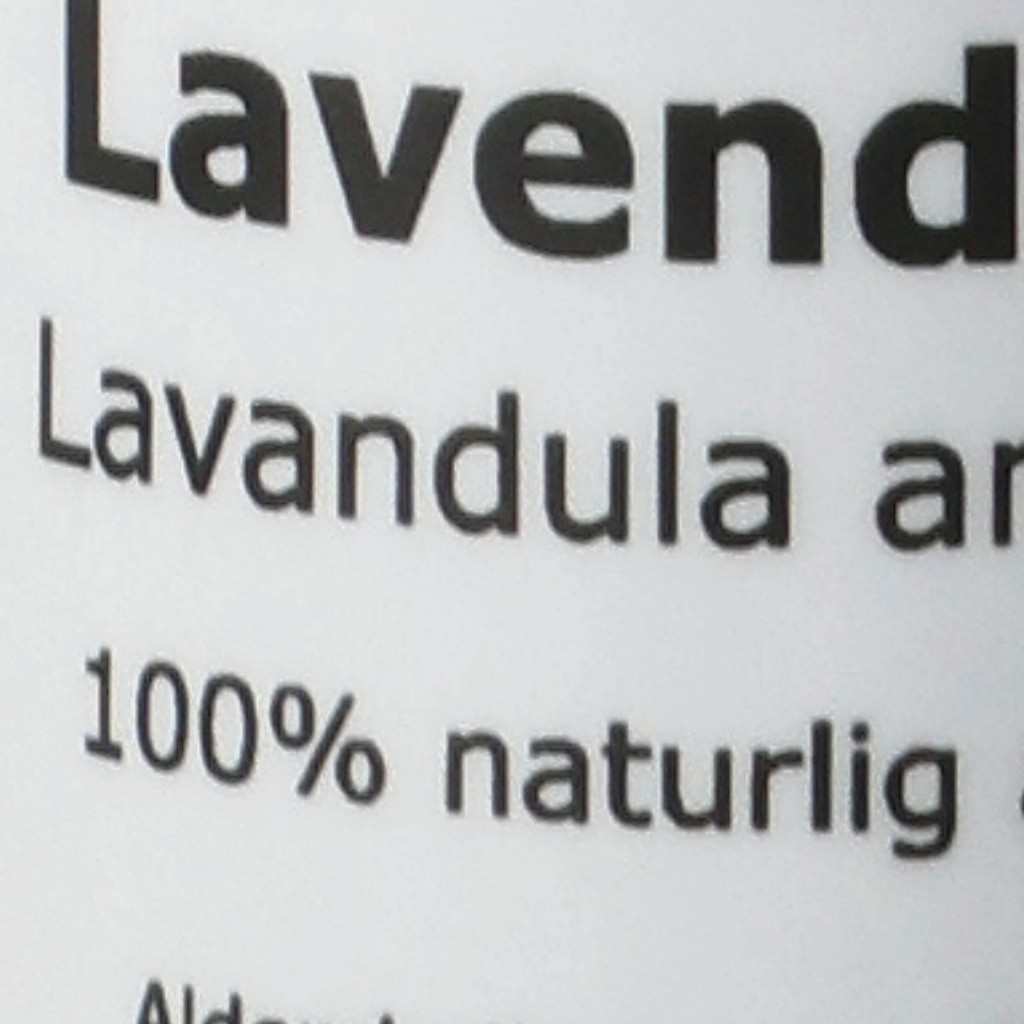 Lavend
Lavandula an
100% naturlig